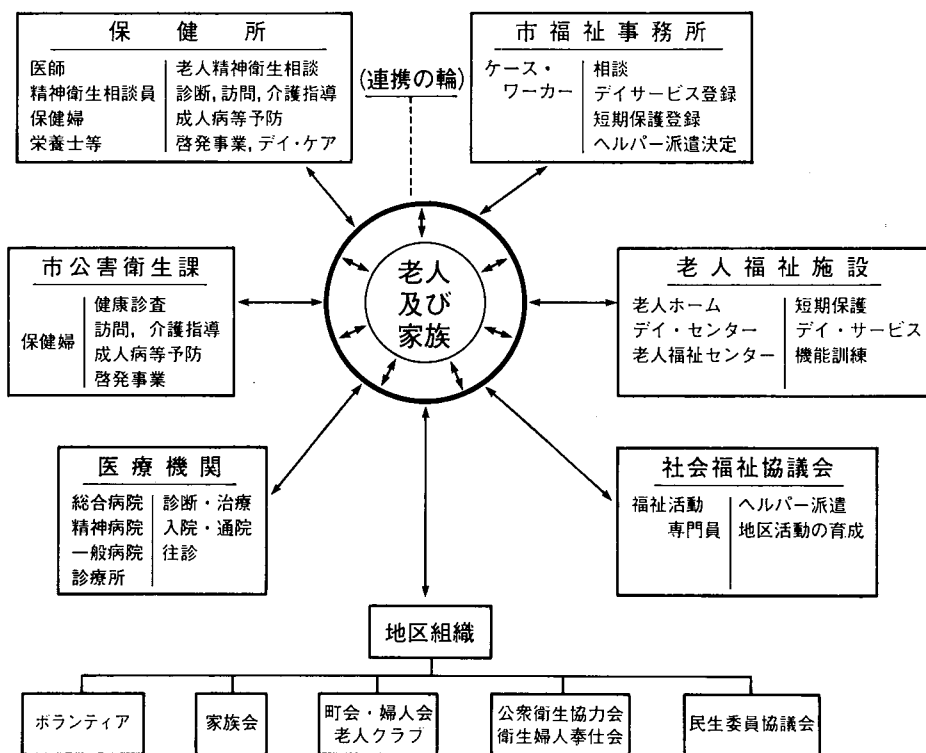 保健所
医師
精神衛生相談員
保健婦
栄養士等
老人精神衛生相談
診断,訪問,介護指導
成人病等予防
啓発事業,デイ・ケア
(連携の輪)
市福祉事務所
ケース・
ワーカー
相談
デイサービス登録
短期保護登録
ヘルパー派遣決定
市公害衛生課
保健婦
健康診査
訪問,介護指導
成人病等予防
啓発事業
老人
及び
家族
老人福祉施設
老人ホーム
デイ・センター
老人福祉センター
短期保護
デイ・サービス
機能訓練
医療機関
総合病院
精神病院
一般病院
診療所
診断・治療
入院・通院
往診
社会福祉協議会
福祉活動
専門員
ヘルパー派遣
地区活動の育成
地区組織
ボランティア
家族会
町会・婦人会
老人クラブ
公衆衛生協力会
衛生婦人奉仕会
民生委員協議会